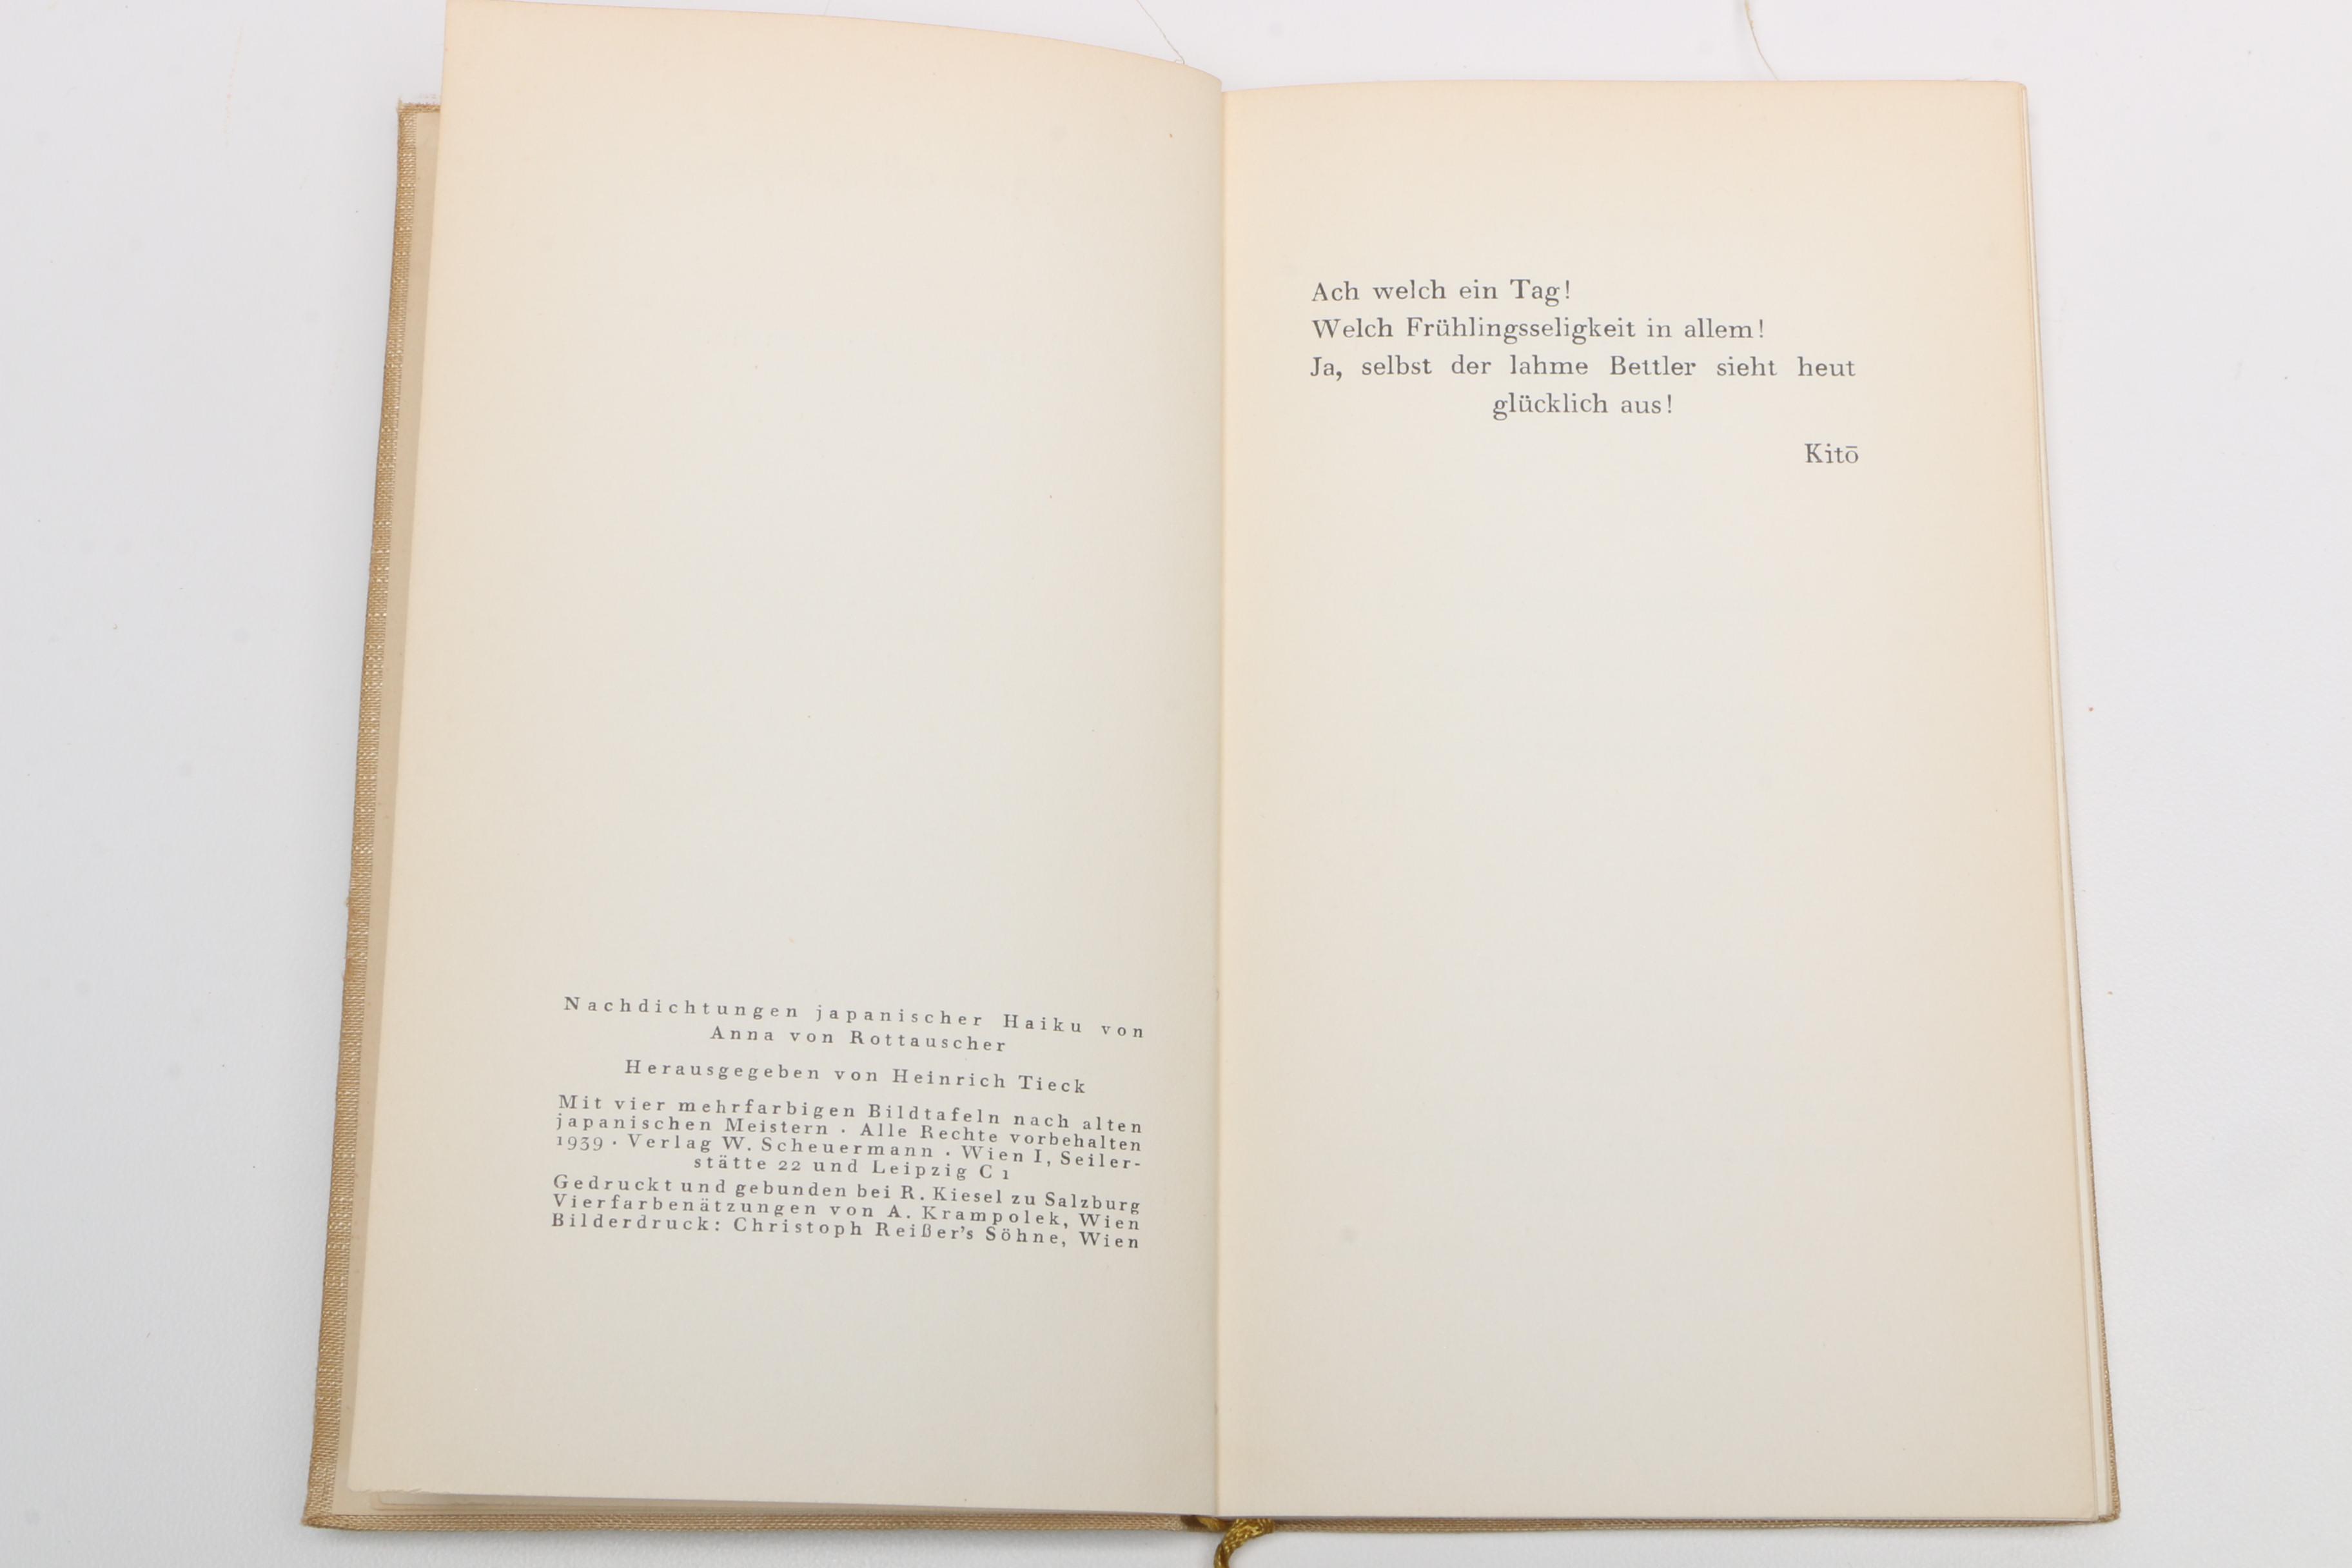 Nachdichtungen japanischer Haiku von
Anna von Rottauscher
Herausgegeben von Heinrich Tieck
Mit vier mehrfarbigen Bildtafeln nach alten
japanischen Meistern · Alle Rechte vorbehalten
1939 · Verlag W. Scheuermann · Wien I, Seiler-
stätte 22 und Leipzig C 1
Gedruckt und gebunden bei R. Kiesel zu Salzburg
Vierfarbenätzungen von A. Krampolek, Wien
Bilderdruck: Christoph Reißer's Söhne, Wien
Ach welch ein Tag!
Welch Frühlingsseligkeit in allem!
Ja, selbst der lahme Bettler sieht heut
glücklich aus!
Kitō